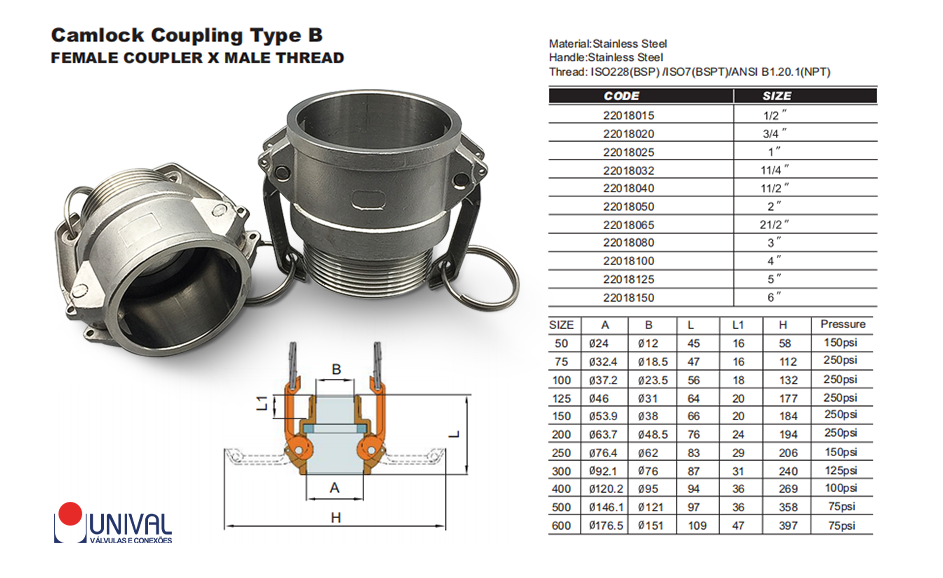 Camlock Coupling Type B
FEMALE COUPLER X MALE THREAD
Material:Stainless Steel
Handle:Stainless Steel
Thread: ISO228(BSP) /ISO7(BSPT)/ANSI B1.20.1(NPT)
CODE SIZE
22018015 1/2 ″
22018020 3/4 ″
22018025 1 ″
22018032 11/4 ″
22018040 11/2 ″
22018050 2 ″
22018065 21/2 ″
22018080 3 ″
22018100 4 ″
22018125 5 ″
22018150 6 ″
SIZE A B L L1 H Pressure
50 Ø24 Ø12 45 16 58 150psi
75 Ø32.4 Ø18.5 47 16 112 250psi
100 Ø37.2 Ø23.5 56 18 132 250psi
125 Ø46 Ø31 64 20 177 250psi
150 Ø53.9 Ø38 66 20 184 250psi
200 Ø63.7 Ø48.5 76 24 194 250psi
250 Ø76.4 Ø62 83 29 206 150psi
300 Ø92.1 Ø76 87 31 240 125psi
400 Ø120.2 Ø95 94 36 269 100psi
500 Ø146.1 Ø121 97 36 358 75psi
600 Ø176.5 Ø151 109 47 397 75psi
B
L1
L
A
H
UNIVAL
VÁLVULAS E CONEXÕES